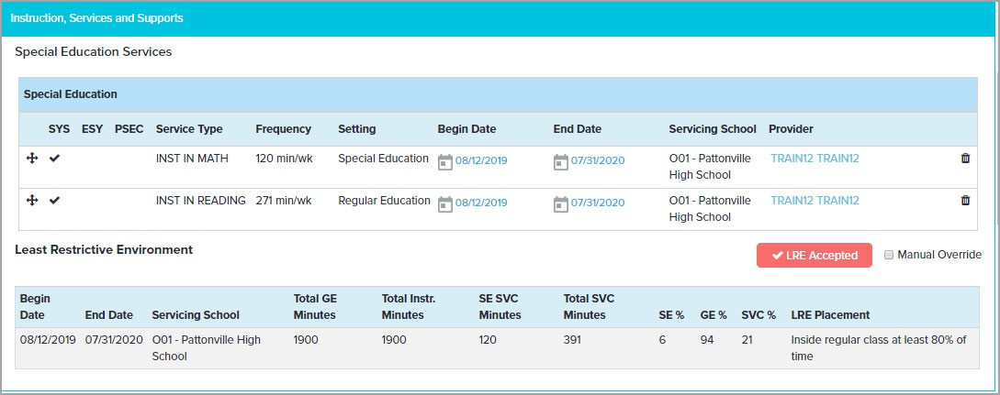 Instruction, Services and Supports
Special Education Services
Special Education
SYS ESY PSEC Service Type Frequency Setting Begin Date End Date Servicing School Provider
INST IN MATH 120 min/wk Special Education 08/12/2019 07/31/2020 O01 - Pattonville TRAIN12 TRAIN12
High School
INST IN READING 271 min/wk Regular Education 08/12/2019 07/31/2020 O01 - Pattonville TRAIN12 TRAIN12
High School
Least Restrictive Environment
LRE Accepted Manual Override
Begin Total GE Total Instr. SE SVC Total SVC
Date End Date Servicing School Minutes Minutes Minutes Minutes SE % GE % SVC % LRE Placement
08/12/2019 07/31/2020 O01 - Pattonville High 1900 1900 120 391 6 94 21 Inside regular class at least 80% of
School time